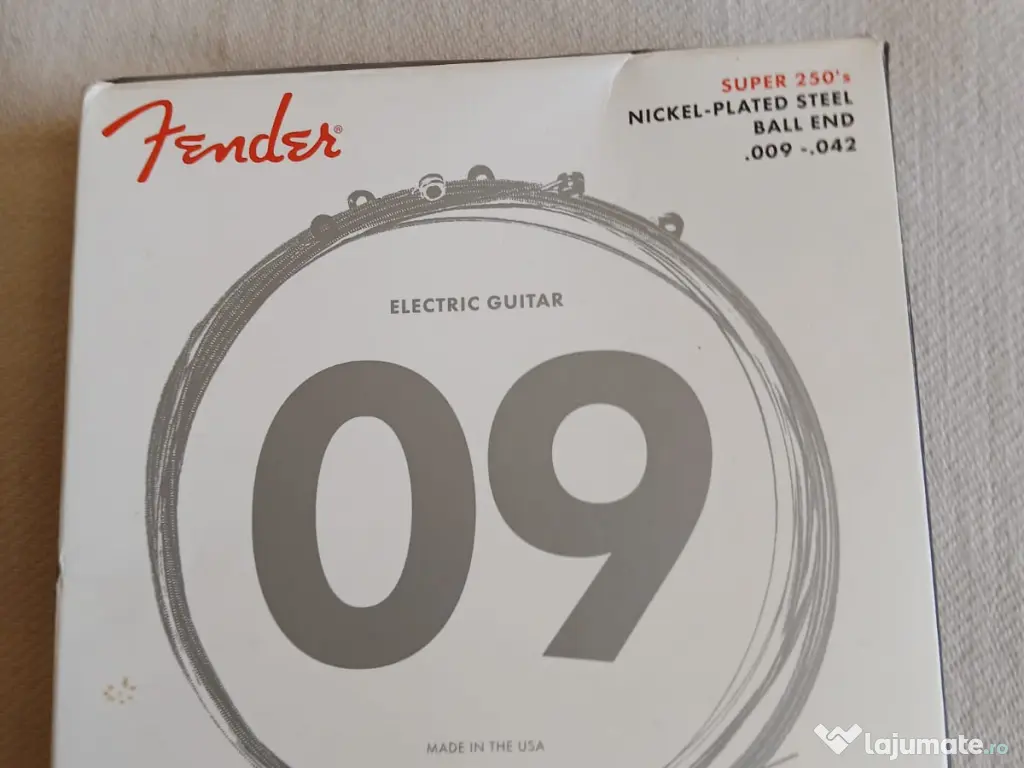 Fender®
SUPER 250's
NICKEL-PLATED STEEL
BALL END
.009 -.042
ELECTRIC GUITAR
09
MADE IN THE USA
lajumate.ro